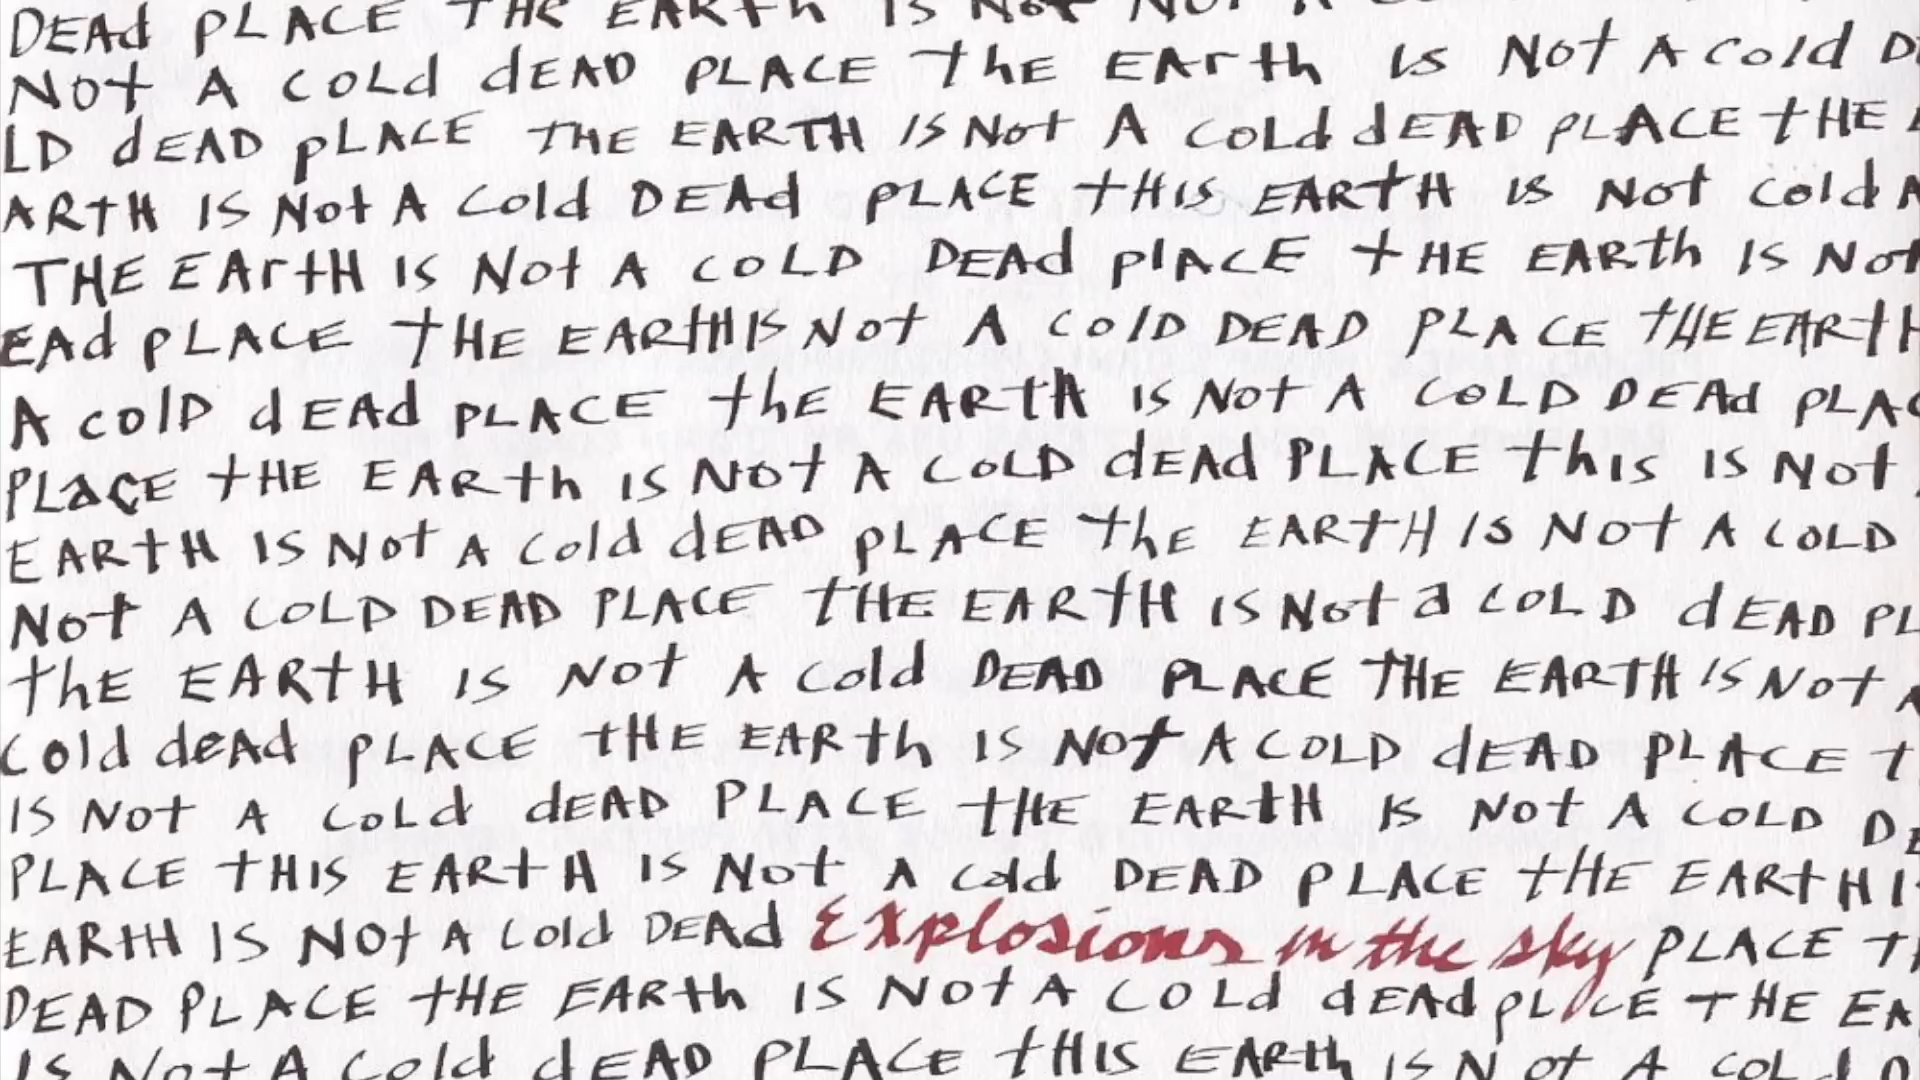 DEAd PLACE THE EARth IS Not Not A
Not A COLd dEAD PLACE ThE EArth Is Not A Cold D
LD dEAD pLACE THE EARTH IS Not A COLd dEAD PLACE tHE
ARTH IS Not A Cold DEAd PLACE tHIS EARtH IS Not Cold A
THE EArtH IS Not A COLD DEAd plACE tHE EARth IS Not
EAd PLACE tHE EARtH IS Not A ColD DEAD PLACE tHE EARTH
A colD dEAd PLACE thE EARtH IS Not A COLD DEAd PLAC
PLaCE tHE EARth IS Not A COLD dEAd PLACE thIS IS Not
EARtH IS Not A Cold dEAD PLACE ThE EARtH IS Not A COLD
Not A COLD DEAD PLACE tHE EARtH IS Not a COLD dEAD PL
thE EARtH IS Not A Cold DEAD PLACE THE EARTH IS Not A
Cold deAd PLACE tHE EARth IS Not A COLD dEAD PLACE t
IS Not A CoLd dEAD PLACE tHE EARtH IS Not A COLD DE
PLACE tHIS EARtH IS Not A Cold DEAD PLACE tHE EARtH I
EARtH IS NOt A Cold DEAd Explosions in the sky PLACE t
DEAD PLACE tHE EARth IS Not A COLd dEAd pLACE THE EA
IS Not A Cold dEAD PLACE tHIS EARth IS Not A COLd D